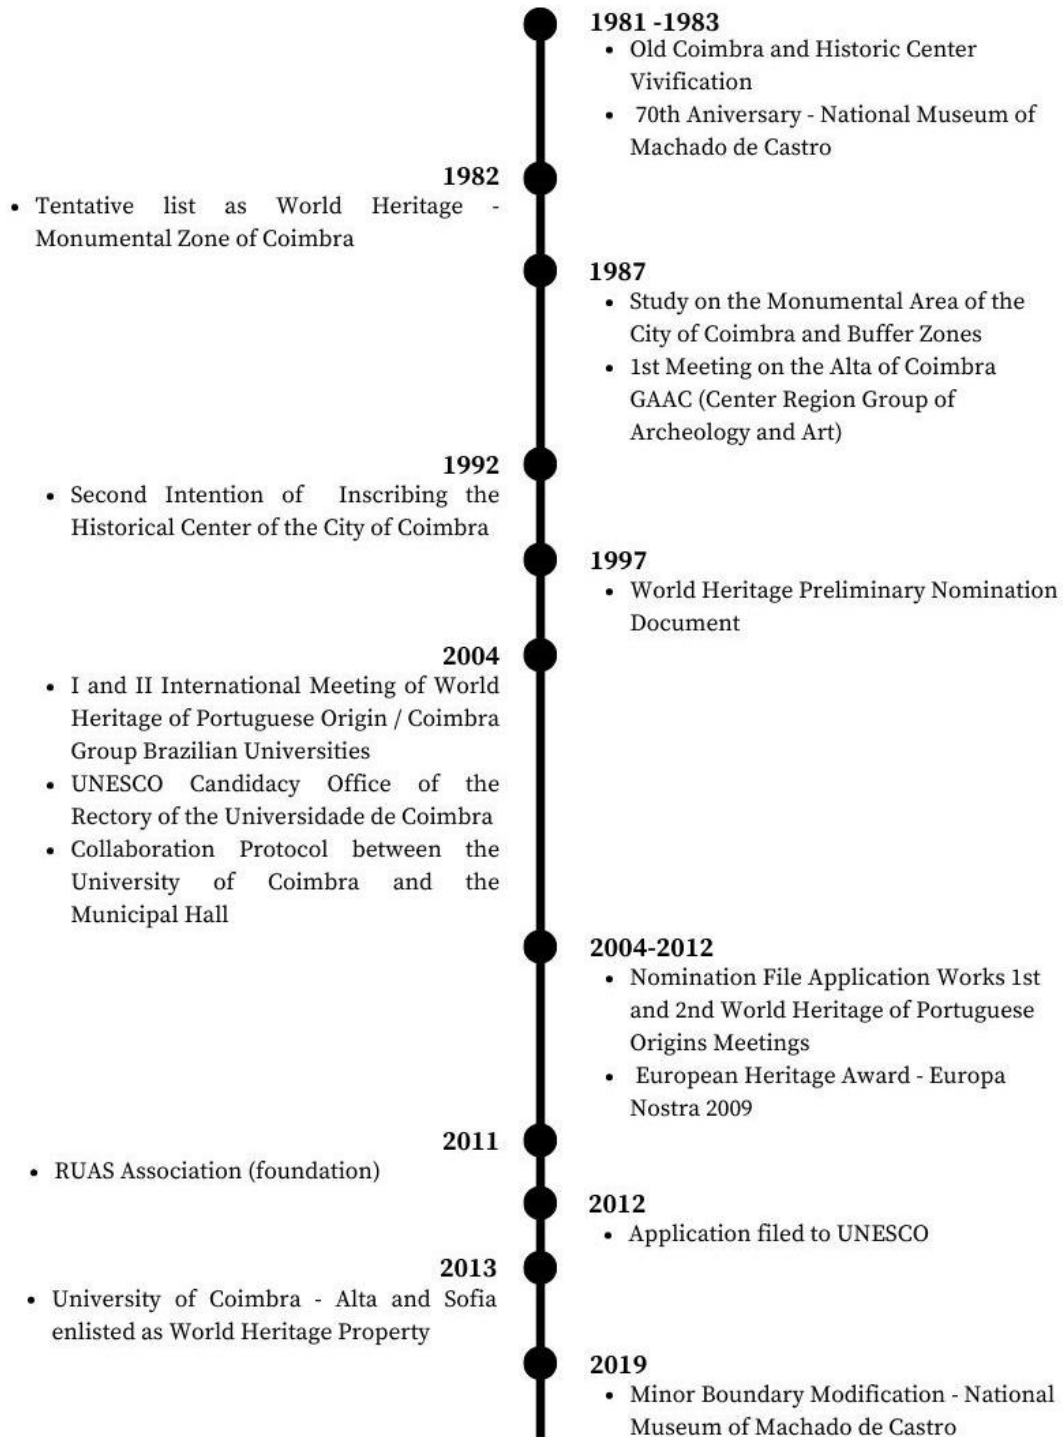 1981 -1983
• Old Coimbra and Historic Center
Vivification
• 70th Aniversary - National Museum of
Machado de Castro
1982
• Tentative list as World Heritage -
Monumental Zone of Coimbra
1987
• Study on the Monumental Area of the
City of Coimbra and Buffer Zones
• 1st Meeting on the Alta of Coimbra
GAAC (Center Region Group of
Archeology and Art)
1992
• Second Intention of Inscribing the
Historical Center of the City of Coimbra
1997
• World Heritage Preliminary Nomination
Document
2004
• I and II International Meeting of World
Heritage of Portuguese Origin / Coimbra
Group Brazilian Universities
• UNESCO Candidacy Office of the
Rectory of the Universidade de Coimbra
• Collaboration Protocol between the
University of Coimbra and the
Municipal Hall
2004-2012
• Nomination File Application Works 1st
and 2nd World Heritage of Portuguese
Origins Meetings
• European Heritage Award - Europa
Nostra 2009
2011
• RUAS Association (foundation)
2012
• Application filed to UNESCO
2013
• University of Coimbra - Alta and Sofia
enlisted as World Heritage Property
2019
• Minor Boundary Modification - National
Museum of Machado de Castro